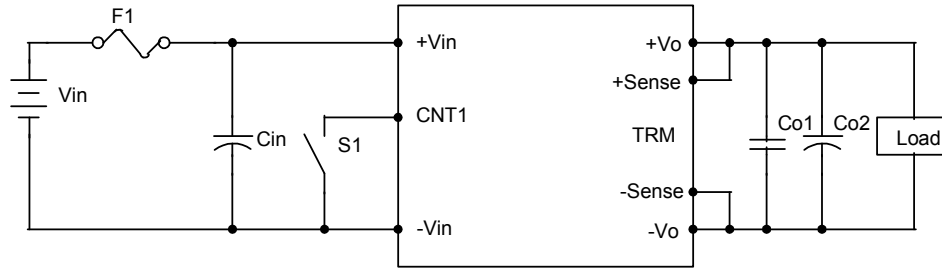 F1
+Vin
+Vo
+Sense
Vin
CNT1
Cin
S1
TRM
Co1
Co2
Load
-Sense
-Vin
-Vo